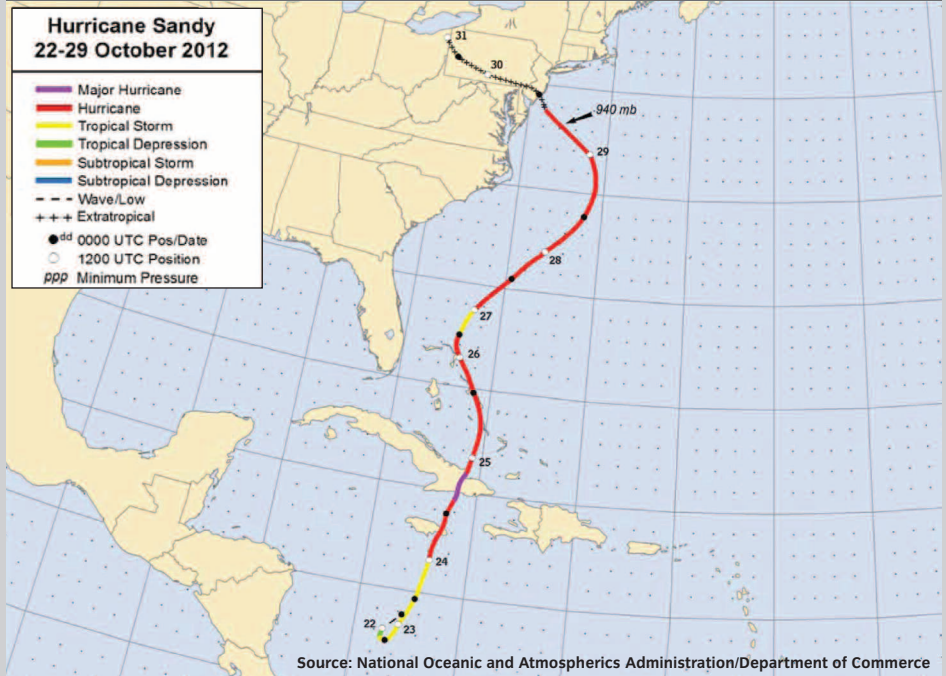 Hurricane Sandy
22-29 October 2012
Major Hurricane
Hurricane
Tropical Storm
Tropical Depression
Subtropical Storm
Subtropical Depression
Wave/Low
+++ Extratropical
dd 0000 UTC Pos/Date
1200 UTC Position
ppp Minimum Pressure
31
30
940 mb
29
28
27
26
25
24
22
23
Source: National Oceanic and Atmospherics Administration/Department of Commerce